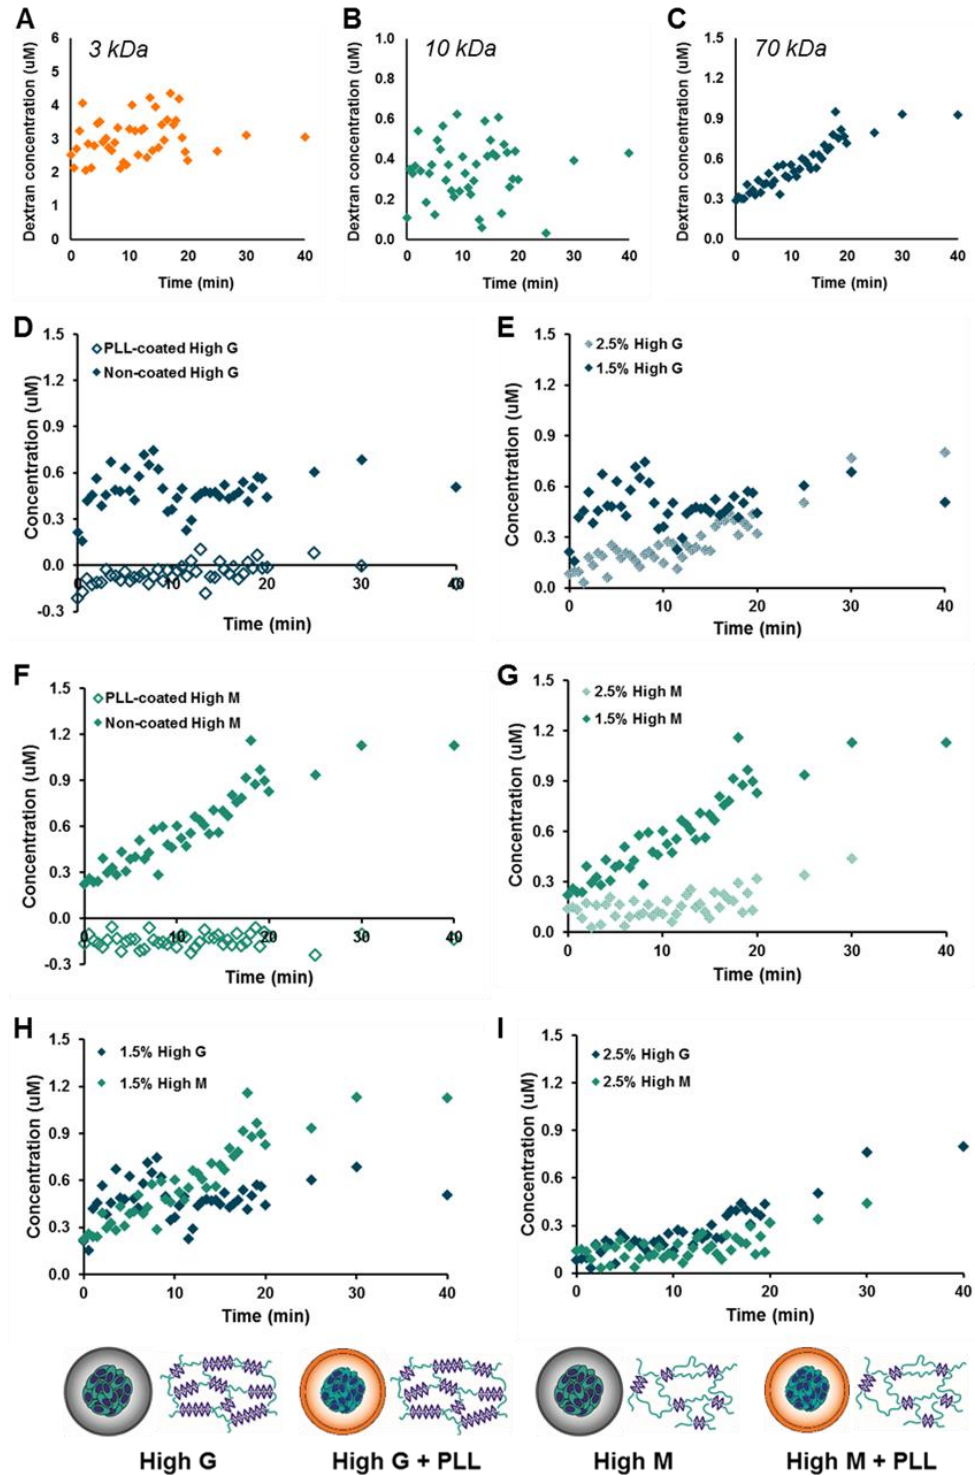 A
B
C
6
5
4
3
2
1
0
3 kDa
Dextran concentration (uM)
0 10 20 30 40
Time (min)
1.0
0.8
0.6
0.4
0.2
0.0
10 kDa
Dextran concentration (uM)
0 10 20 30 40
Time (min)
1.5
1.2
0.9
0.6
0.3
0.0
70 kDa
Dextran concentration (uM)
0 10 20 30 40
Time (min)
D
1.5
1.2
0.9
0.6
0.3
0.0
-0.3
PLL-coated High G
Non-coated High G
Concentration (uM)
0 10 20 30 40
Time (min)
E
1.5
1.2
0.9
0.6
0.3
0.0
2.5% High G
1.5% High G
Concentration (uM)
0 10 20 30 40
Time (min)
F
1.5
1.2
0.9
0.6
0.3
0.0
-0.3
PLL-coated High M
Non-coated High M
Concentration (uM)
0 10 20 30 40
Time (min)
G
1.5
1.2
0.9
0.6
0.3
0.0
2.5% High M
1.5% High M
Concentration (uM)
0 10 20 30 40
Time (min)
H
1.5
1.2
0.9
0.6
0.3
0.0
1.5% High G
1.5% High M
Concentration (uM)
0 10 20 30 40
Time (min)
I
1.5
1.2
0.9
0.6
0.3
0
2.5% High G
2.5% High M
Concentration (uM)
0 10 20 30 40
Time (min)
High G
High G + PLL
High M
High M + PLL